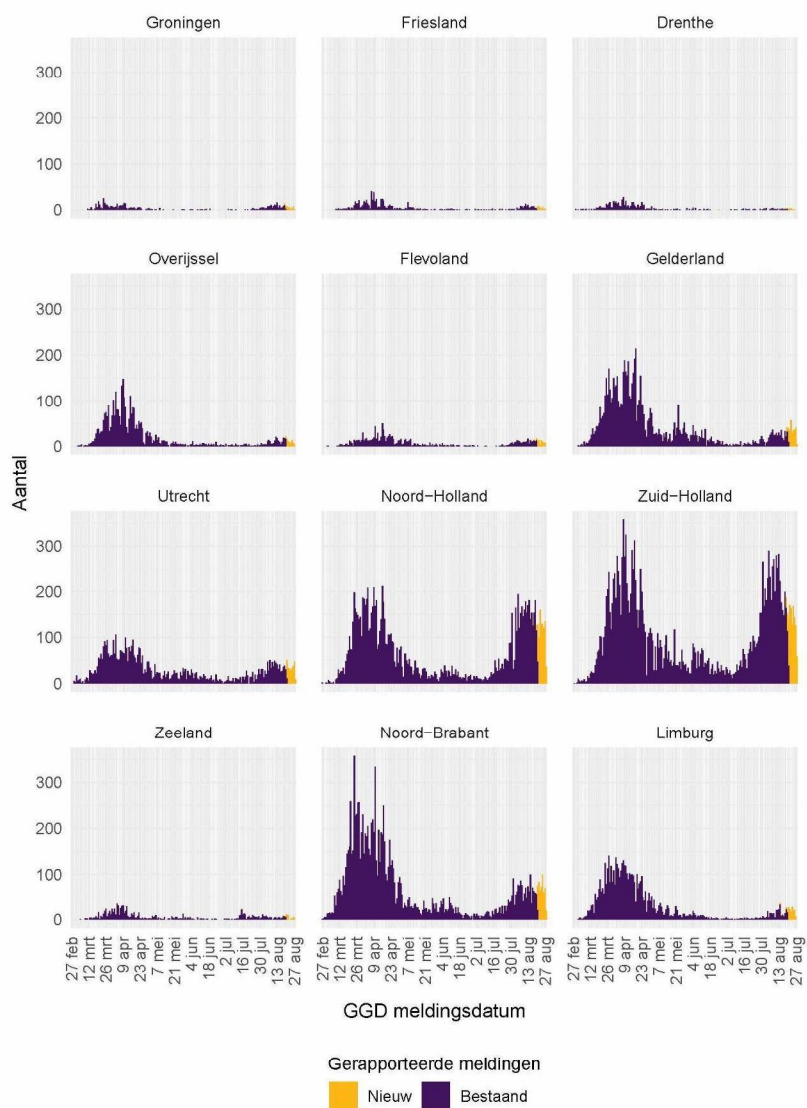 Groningen Friesland Drenthe
300
200
100
0
Overijssel Flevoland Gelderland
300
200
100
0
Aantal
Utrecht Noord-Holland Zuid-Holland
300
200
100
0
Zeeland Noord-Brabant Limburg
300
200
100
0
27 feb 12 mrt 26 mrt 9 apr 23 apr 7 mei 21 mei 4 jun 18 jun 2 jul 16 jul 30 jul 13 aug 27 aug 27 feb 12 mrt 26 mrt 9 apr 23 apr 7 mei 21 mei 4 jun 18 jun 2 jul 16 jul 30 jul 13 aug 27 aug 27 feb 12 mrt 26 mrt 9 apr 23 apr 7 mei 21 mei 4 jun 18 jun 2 jul 16 jul 30 jul 13 aug 27 aug
GGD meldingsdatum
Gerapporteerde meldingen
Nieuw Bestaand